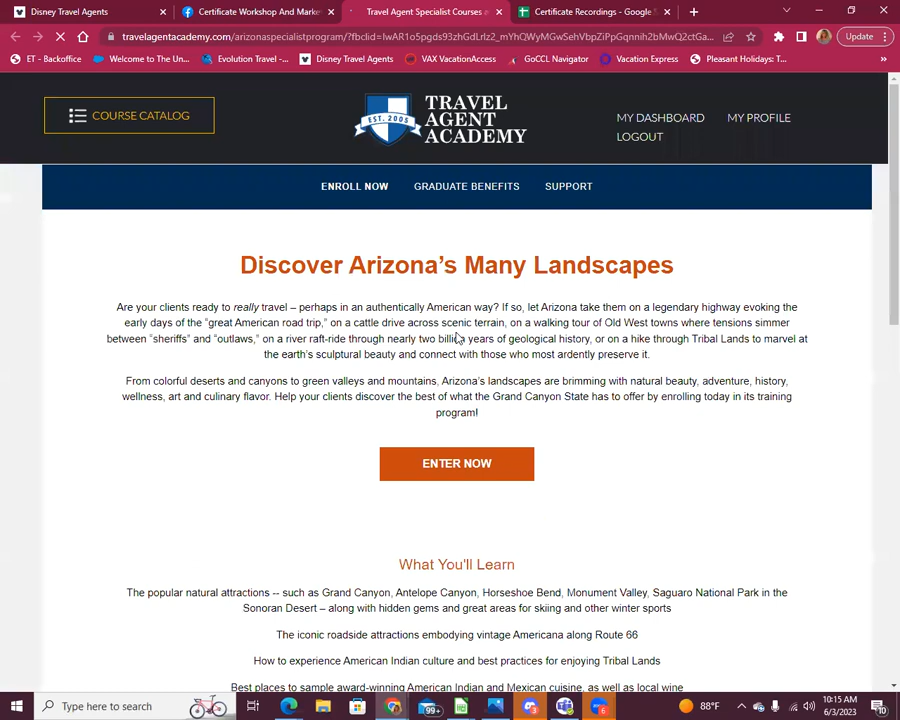 Disney Travel Agents
Certificate Workshop And Marke
Travel Agent Specialist Courses a
Certificate Recordings - Google S
travelagentacademy.com/arizonaspecialistprogram/?fbclid=IwAR1o5pgds93zhGdLrlz2_mYhQWyMGwSehVbpZiPpGqnnih2bMwQ2ctGa...
Update
ET - Backoffice
Welcome to The Un...
Evolution Travel -...
Disney Travel Agents
VAX VacationAccess
GoCCL Navigator
Vacation Express
Pleasant Holidays: T...
COURSE CATALOG
EST. 2005
TRAVEL
AGENT
ACADEMY
MY DASHBOARD
MY PROFILE
LOGOUT
ENROLL NOW
GRADUATE BENEFITS
SUPPORT
Discover Arizona's Many Landscapes
Are your clients ready to really travel – perhaps in an authentically American way? If so, let Arizona take them on a legendary highway evoking the
early days of the “great American road trip,” on a cattle drive across scenic terrain, on a walking tour of Old West towns where tensions simmer
between “sheriffs” and “outlaws,” on a river raft-ride through nearly two billion years of geological history, or on a hike through Tribal Lands to marvel at
the earth's sculptural beauty and connect with those who most ardently preserve it.
From colorful deserts and canyons to green valleys and mountains, Arizona's landscapes are brimming with natural beauty, adventure, history,
wellness, art and culinary flavor. Help your clients discover the best of what the Grand Canyon State has to offer by enrolling today in its training
program!
ENTER NOW
What You'll Learn
The popular natural attractions -- such as Grand Canyon, Antelope Canyon, Horseshoe Bend, Monument Valley, Saguaro National Park in the
Sonoran Desert – along with hidden gems and great areas for skiing and other winter sports
The iconic roadside attractions embodying vintage Americana along Route 66
How to experience American Indian culture and best practices for enjoying Tribal Lands
Best places to sample award-winning American Indian and Mexican cuisine, as well as local wine
Type here to search
99+
6
88°F
10:15 AM
6/3/2023
10